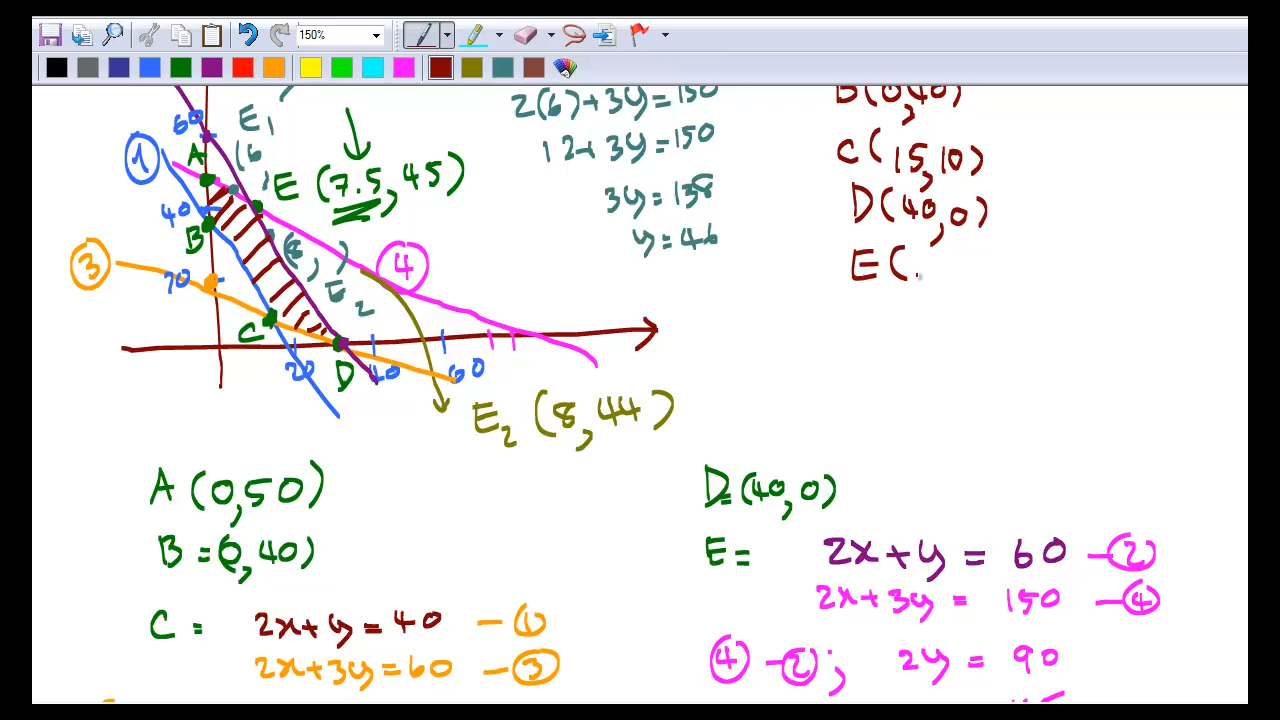 150%
2(6)+3y=150
B(0,40)
60
E1
1
A
(6,
12+3y=150
C(15,10)
E (7.5,45)
3y=138
D(40,0)
40
B
y=46
3
20
(8, )
E2
4
E(
C
20
D
40
60
E2 (8,44)
A(0,50)
D=(40,0)
B=(0,40)
E= 2x+y=60 -2
2x+3y=150 -4
C= 2x+y=40 -1
4 -2; 2y=90
2x+3y=60 -3